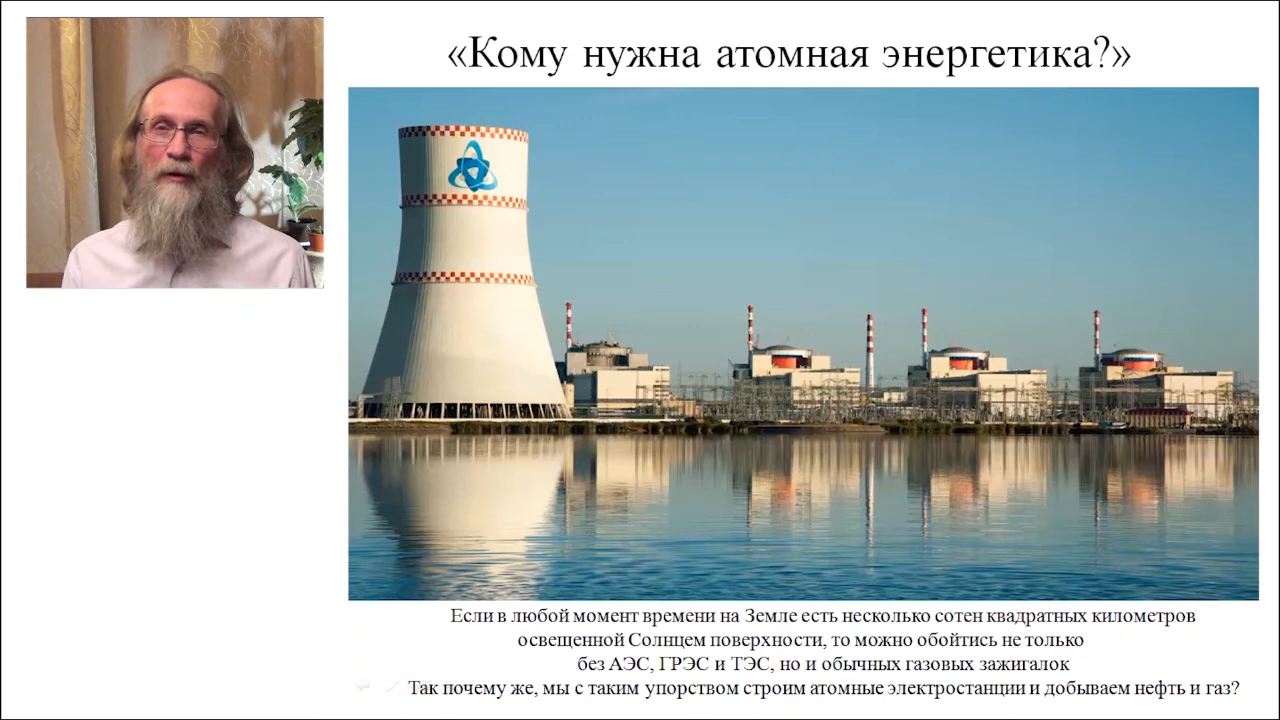 «Кому нужна атомная энергетика?»
Если в любой момент времени на Земле есть несколько сотен квадратных километров
освещенной Солнцем поверхности, то можно обойтись не только
без АЭС, ГРЭС и ТЭС, но и обычных газовых зажигалок
Так почему же, мы с таким упорством строим атомные электростанции и добываем нефть и газ?